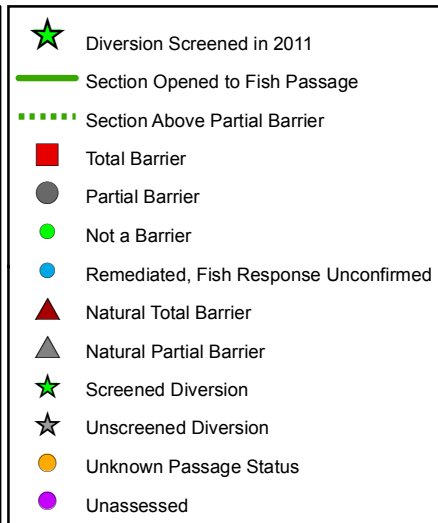 Diversion Screened in 2011
Section Opened to Fish Passage
Section Above Partial Barrier
Total Barrier
Partial Barrier
Not a Barrier
Remediated, Fish Response Unconfirmed
Natural Total Barrier
Natural Partial Barrier
Screened Diversion
Unscreened Diversion
Unknown Passage Status
Unassessed